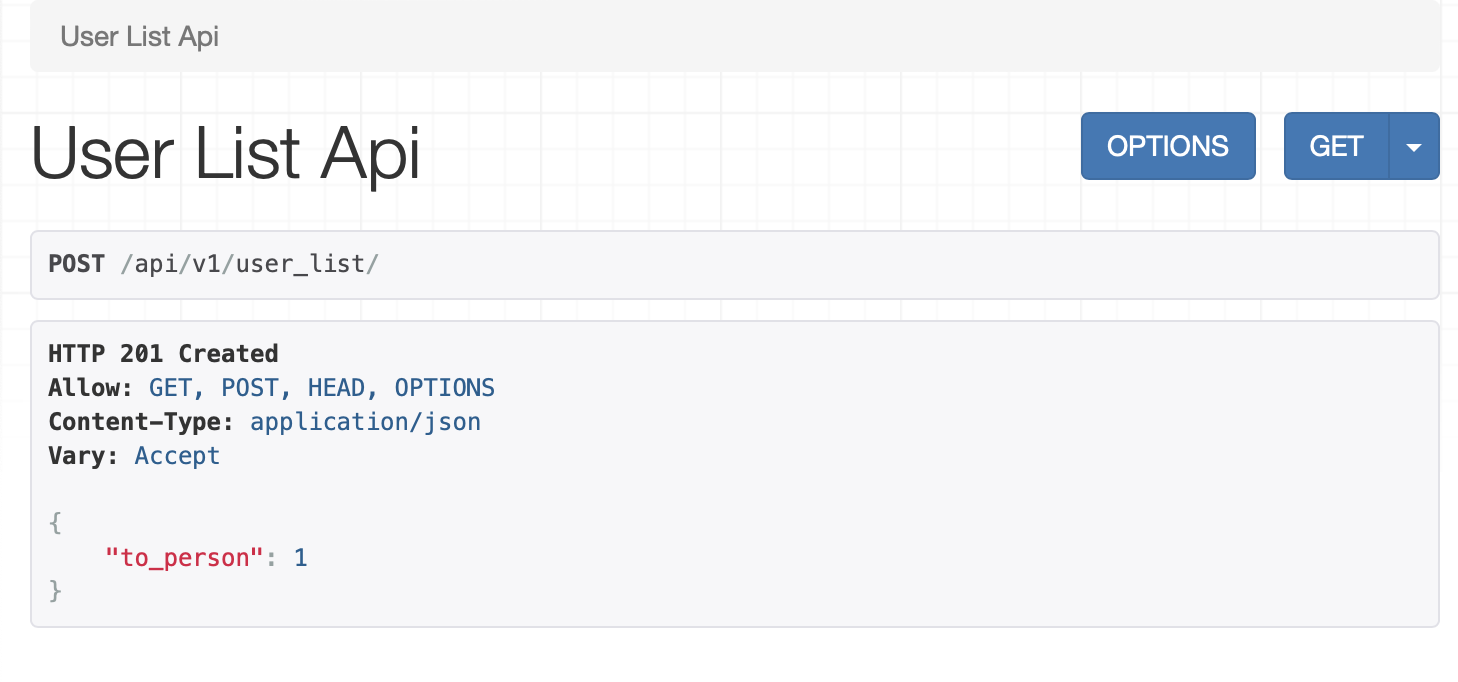 User List Api
User List Api
OPTIONS
GET
POST /api/v1/user_list/
HTTP 201 Created
Allow: GET, POST, HEAD, OPTIONS
Content-Type: application/json
Vary: Accept
{
    "to_person": 1
}